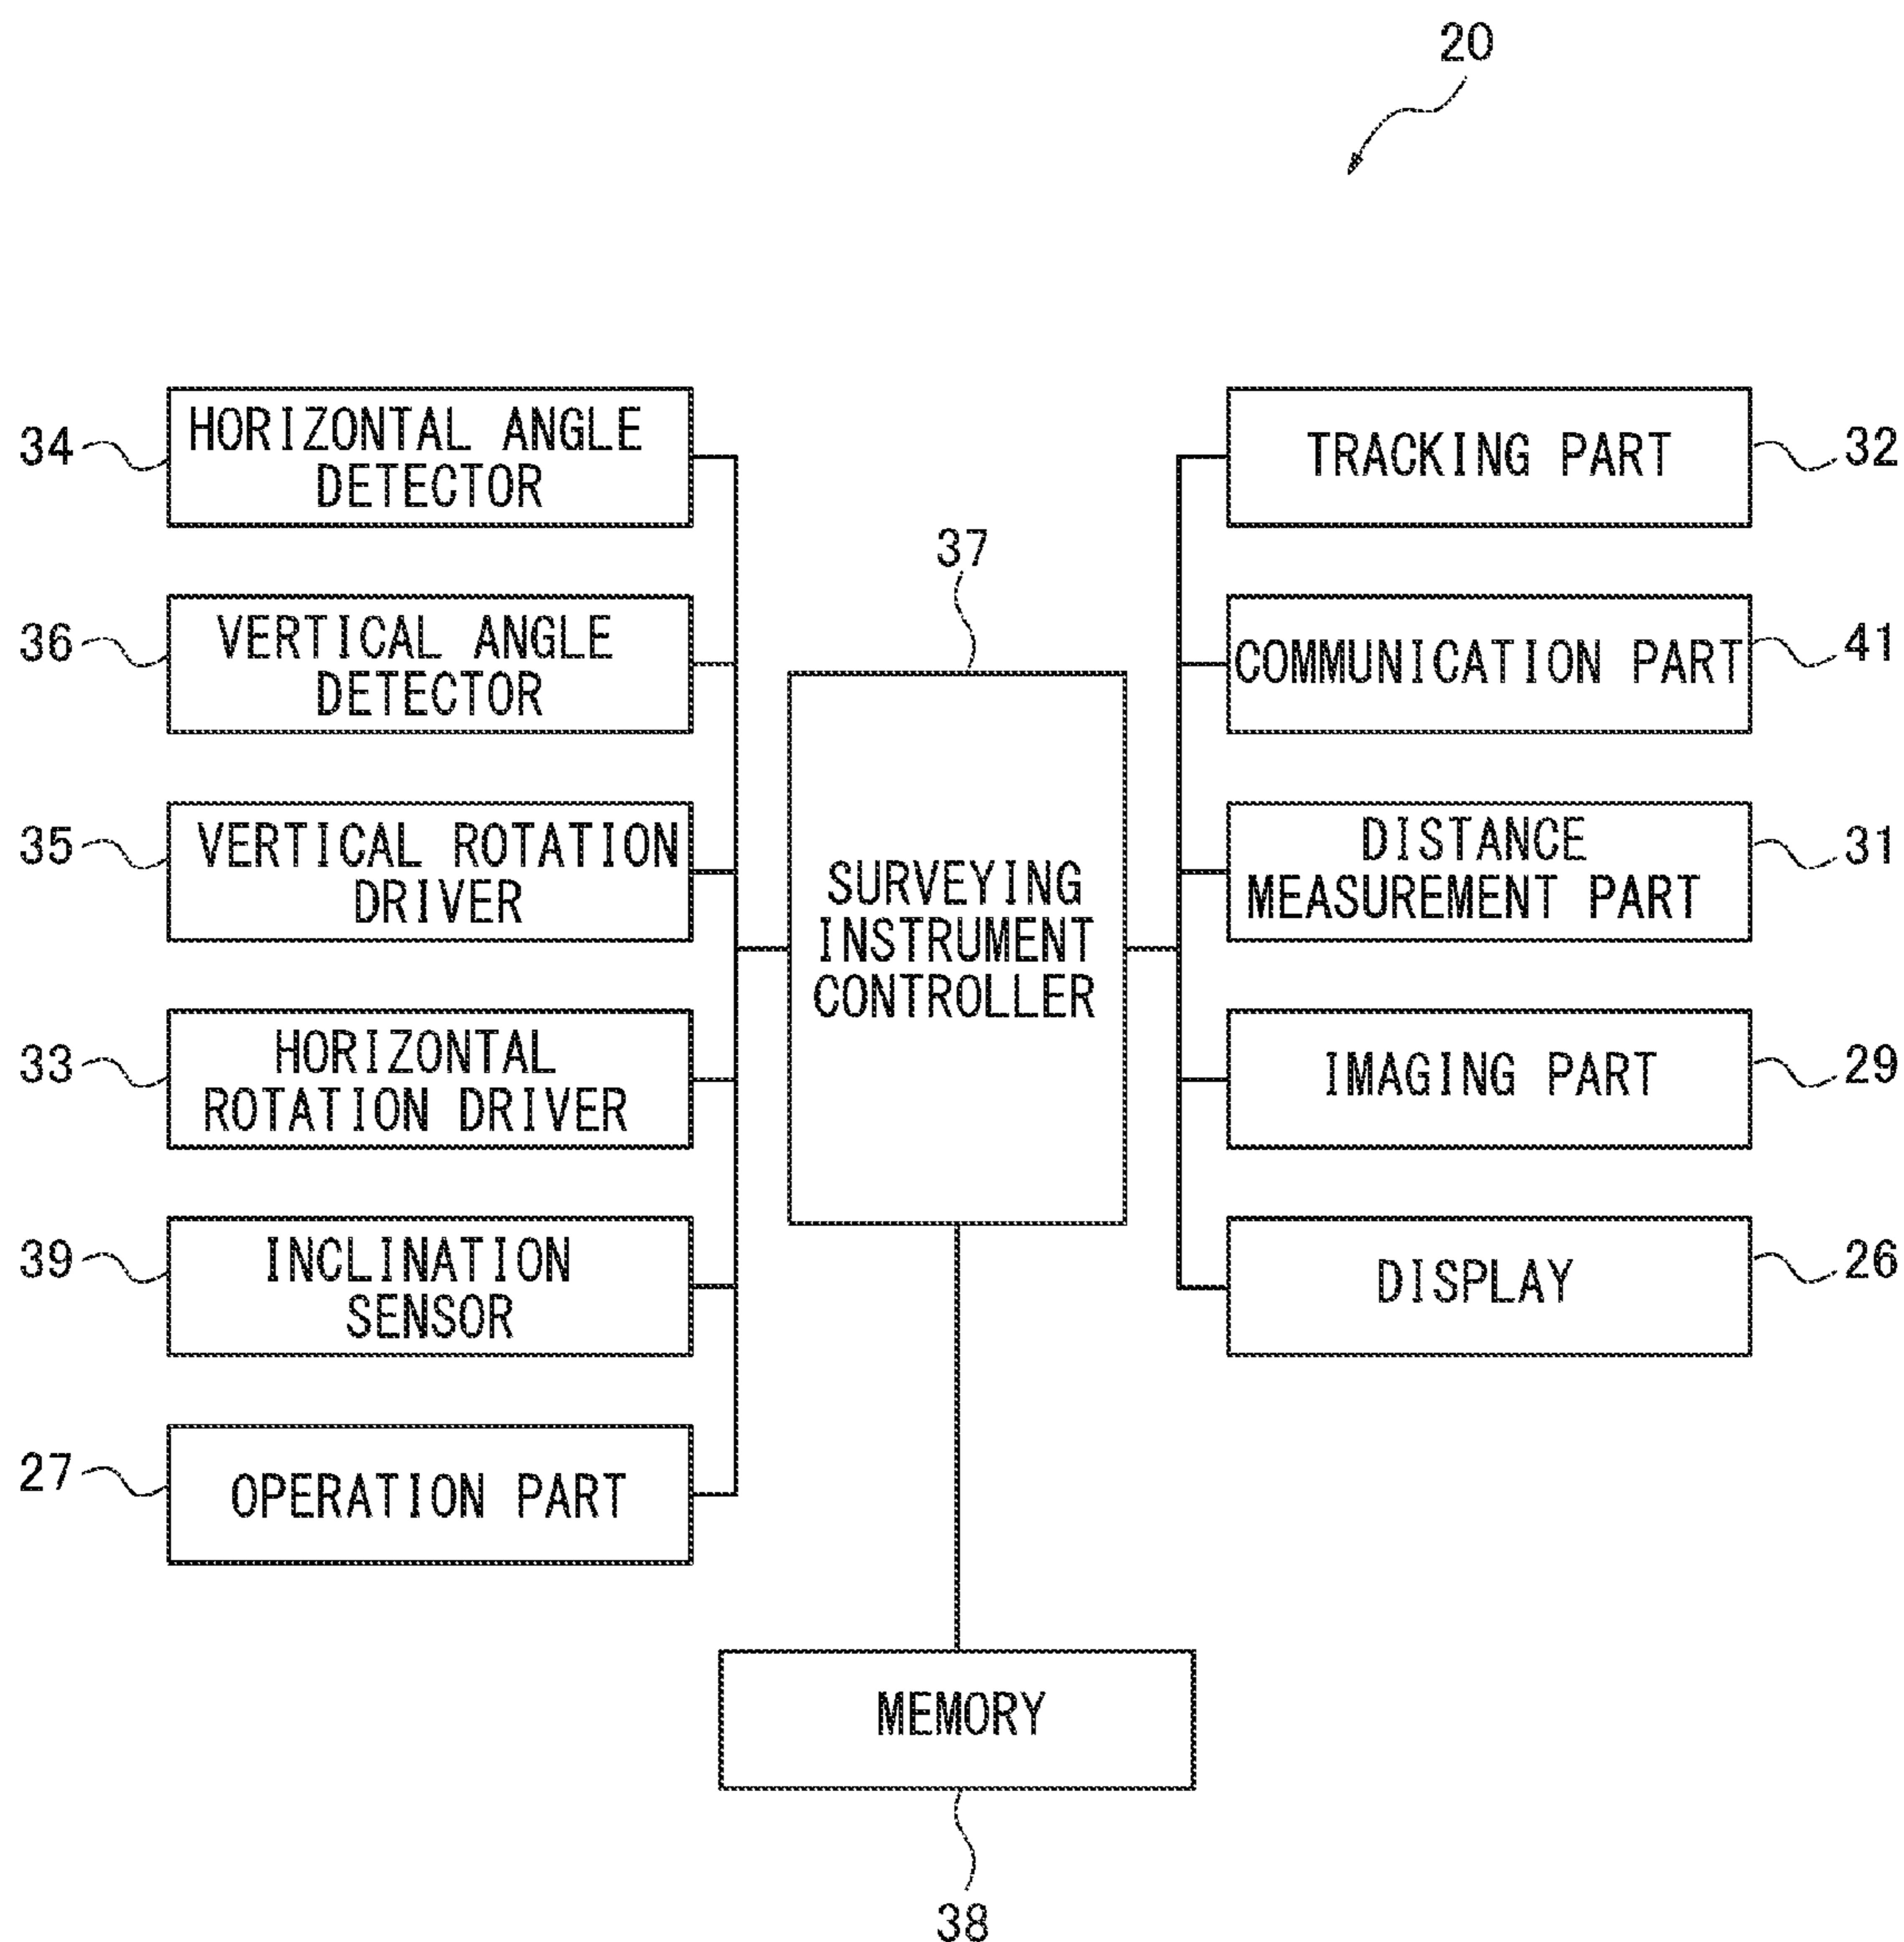 20
34
HORIZONTAL ANGLE
DETECTOR
36
VERTICAL ANGLE
DETECTOR
35
VERTICAL ROTATION
DRIVER
33
HORIZONTAL
ROTATION DRIVER
39
INCLINATION
SENSOR
27
OPERATION PART
37
SURVEYING
INSTRUMENT
CONTROLLER
TRACKING PART
32
COMMUNICATION PART
41
DISTANCE
MEASUREMENT PART
31
IMAGING PART
29
DISPLAY
26
MEMORY
38